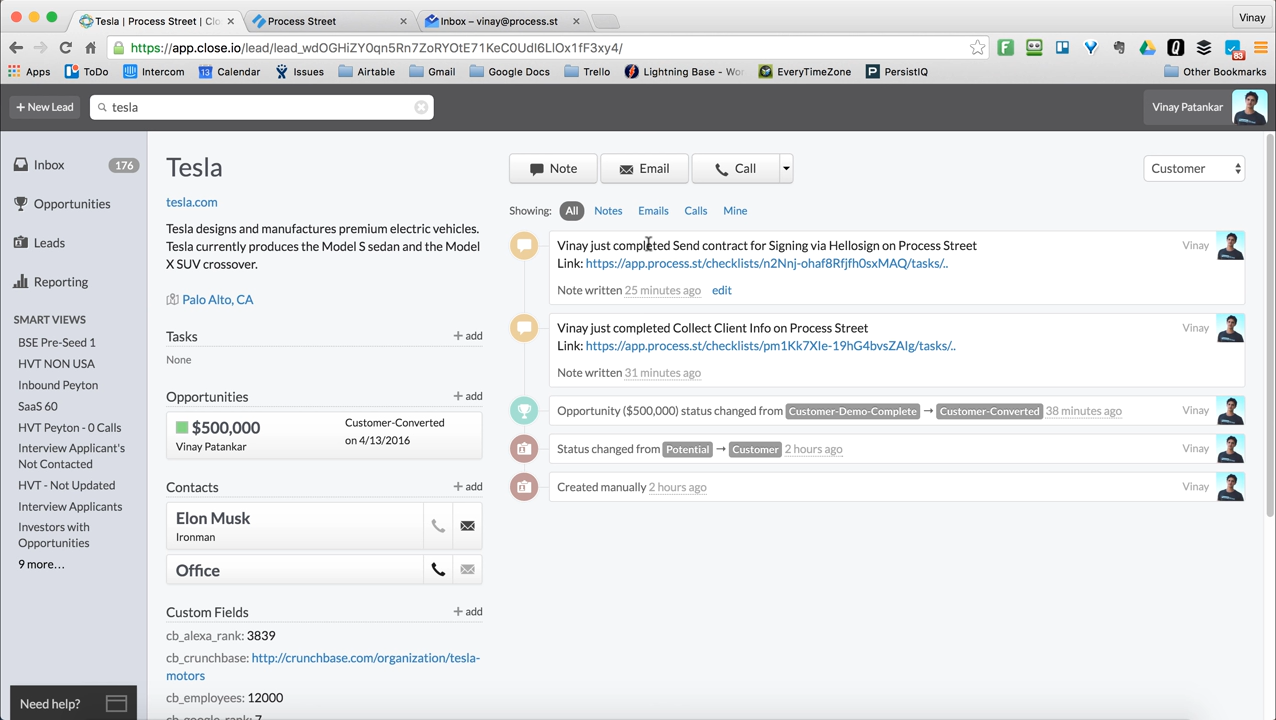 Tesla | Process Street | Clo
Process Street
Inbox – vinay@process.st
Vinay
https://app.close.io/lead/lead_wdOGHiZY0qn5Rn7ZoRYOtE71KeC0UdI6LlOx1fF3xy4/
83
Apps
ToDo
Intercom
Calendar
Issues
Airtable
Gmail
Google Docs
Trello
Lightning Base - Wo
EveryTimeZone
PersistIQ
Other Bookmarks
+ New Lead
tesla
Vinay Patankar
Inbox 176
Opportunities
Leads
Reporting
SMART VIEWS
BSE Pre-Seed 1
HVT NON USA
Inbound Peyton
SaaS 60
HVT Peyton - 0 Calls
Interview Applicant's
Not Contacted
HVT - Not Updated
Interview Applicants
Investors with
Opportunities
9 more…
Need help?
Tesla
tesla.com
Tesla designs and manufactures premium electric vehicles.
Tesla currently produces the Model S sedan and the Model
X SUV crossover.
Palo Alto, CA
Tasks + add
None
Opportunities + add
$500,000
Vinay Patankar
Customer-Converted
on 4/13/2016
Contacts + add
Elon Musk
Ironman
Office
Custom Fields + add
cb_alexa_rank: 3839
cb_crunchbase: http://crunchbase.com/organization/tesla-
motors
cb_employees: 12000
cb_google_rank: 7
Note
Email
Call
Customer
Showing: All Notes Emails Calls Mine
Vinay just completed Send contract for Signing via Hellosign on Process Street
Vinay
Link: https://app.process.st/checklists/n2Nnj-ohaf8Rfjfh0sxMAQ/tasks/..
Note written 25 minutes ago edit
Vinay just completed Collect Client Info on Process Street
Vinay
Link: https://app.process.st/checklists/pm1Kk7XIe-19hG4bvsZAIg/tasks/..
Note written 31 minutes ago
Opportunity ($500,000) status changed from Customer-Demo-Complete → Customer-Converted 38 minutes ago Vinay
Status changed from Potential → Customer 2 hours ago Vinay
Created manually 2 hours ago Vinay